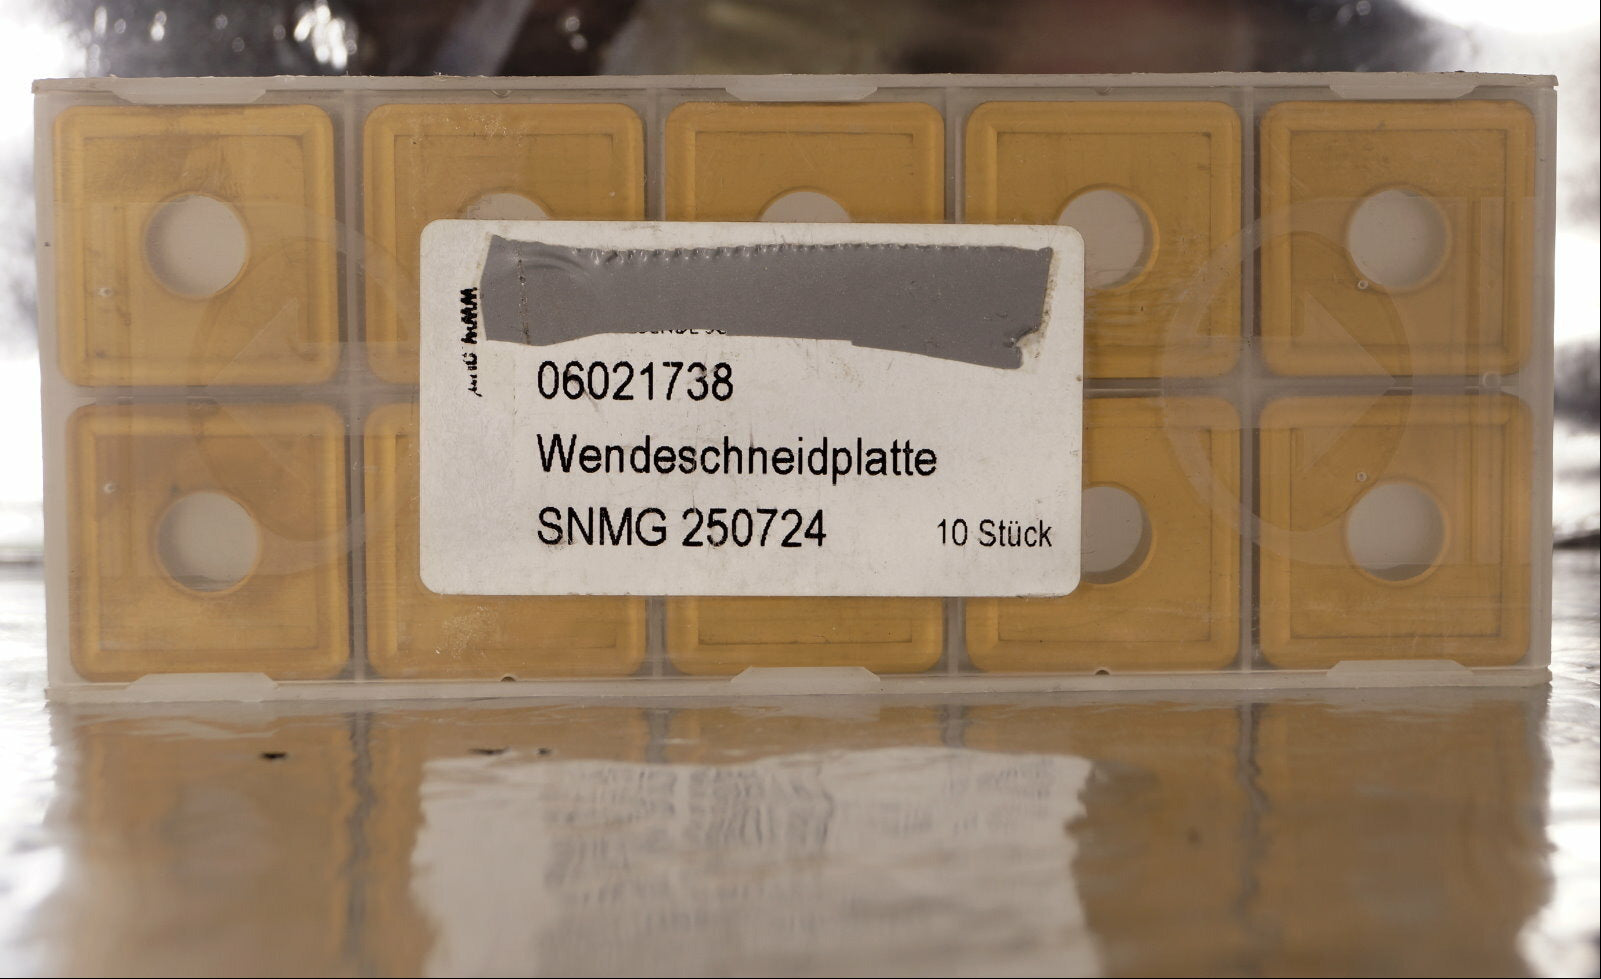 06021738
Wendeschneidplatte
SNMG 250724
10 Stück